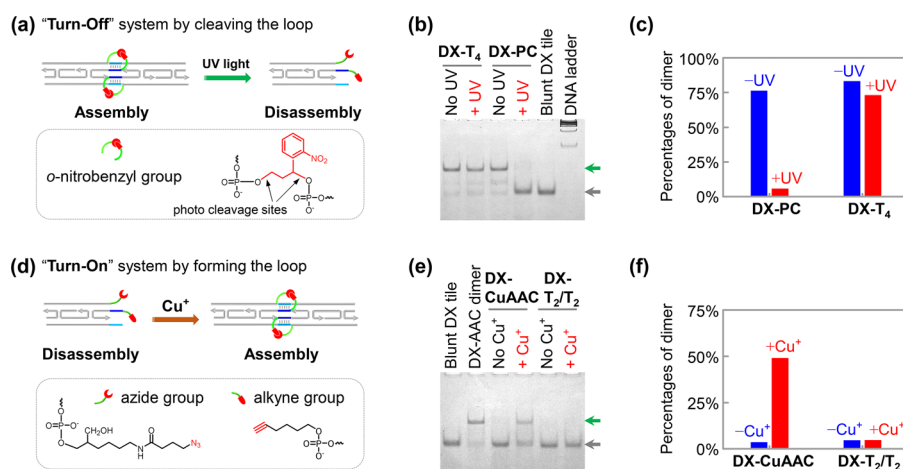 (a) "Turn-Off" system by cleaving the loop
UV light
Assembly Disassembly
o-nitrobenzyl group
NO₂
O
O-P-O
O⁻
O
O
O-P-O
O⁻
photo cleavage sites
(b)
DX-T₄ DX-PC
No UV
+ UV
No UV
+ UV
Blunt DX tile
DNA ladder
(c)
Percentages of dimer
100%
75%
50%
25%
0%
−UV
+UV
−UV
+UV
DX-PC DX-T₄
(d) "Turn-On" system by forming the loop
Cu⁺
Disassembly Assembly
azide group alkyne group
O
O-P-O
O⁻
CH₂OH
O
N
H
O
N₃
O
O
O-P-O
O⁻
(e)
Blunt DX tile
DX-AAC dimer
DX-
CuAAC
No Cu⁺
+ Cu⁺
DX-
T₂/T₂
No Cu⁺
+ Cu⁺
(f)
Percentages of dimer
75%
50%
25%
0%
−Cu⁺
+Cu⁺
−Cu⁺
+Cu⁺
DX-CuAAC DX-T₂/T₂